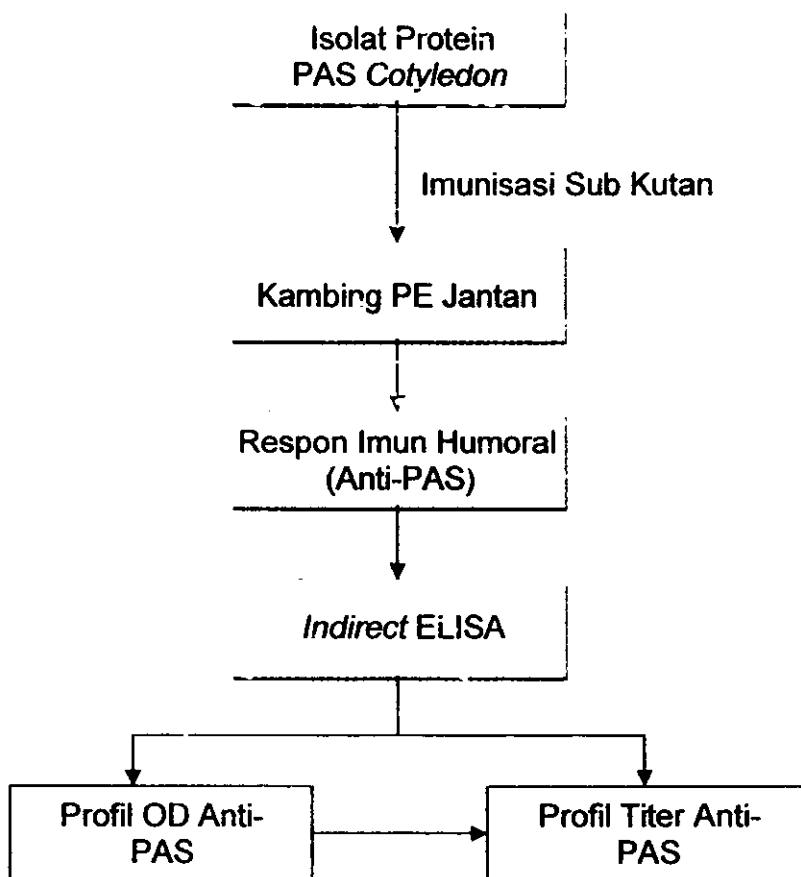 Isolat Protein
PAS Cotyledon
Imunisasi Sub Kutan
Kambing PE Jantan
Respon Imun Humoral
(Anti-PAS)
Indirect ELISA
Profil OD Anti-
PAS
Profil Titer Anti-
PAS